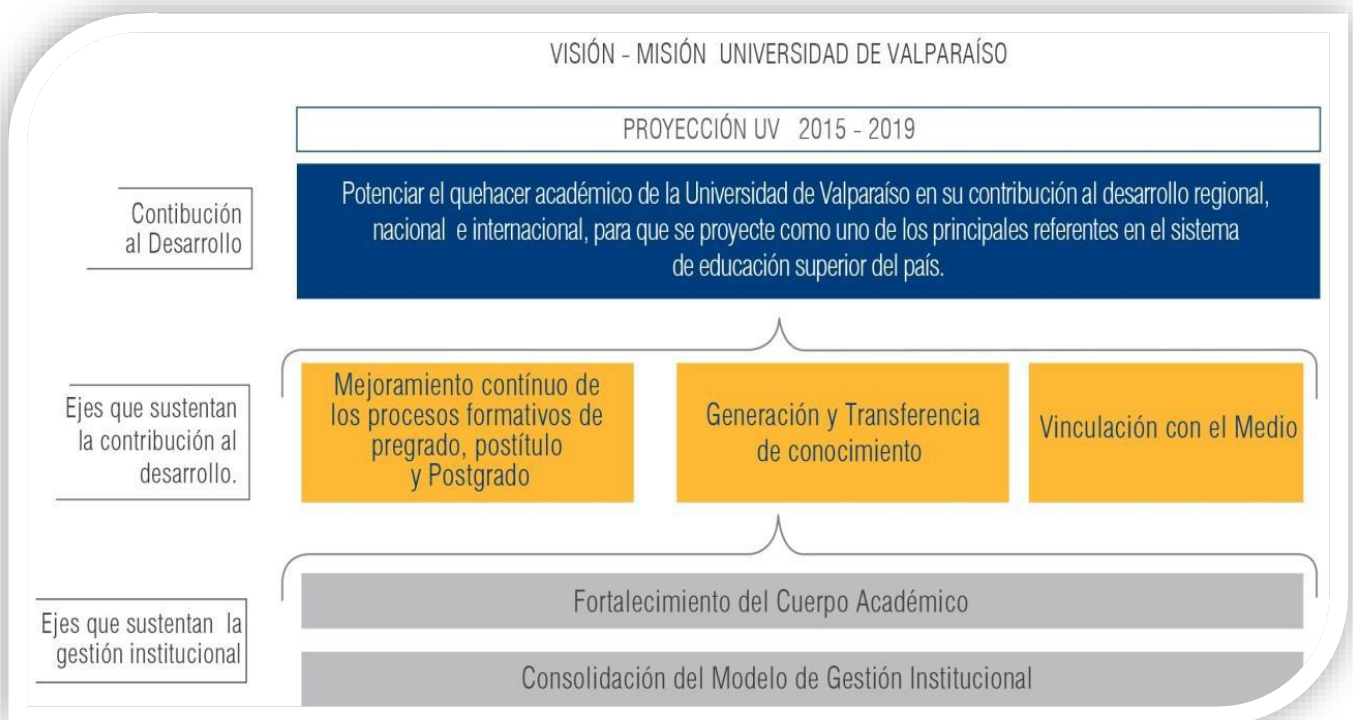 VISIÓN - MISIÓN UNIVERSIDAD DE VALPARAÍSO
PROYECCIÓN UV 2015 - 2019
Contibución
al Desarrollo
Potenciar el quehacer académico de la Universidad de Valparaíso en su contribución al desarrollo regional,
nacional e internacional, para que se proyecte como uno de los principales referentes en el sistema
de educación superior del país.
Ejes que sustentan
la contribución al
desarrollo.
Mejoramiento contínuo de
los procesos formativos de
pregrado, postítulo
y Postgrado
Generación y Transferencia
de conocimiento
Vinculación con el Medio
Ejes que sustentan la
gestión institucional
Fortalecimiento del Cuerpo Académico
Consolidación del Modelo de Gestión Institucional